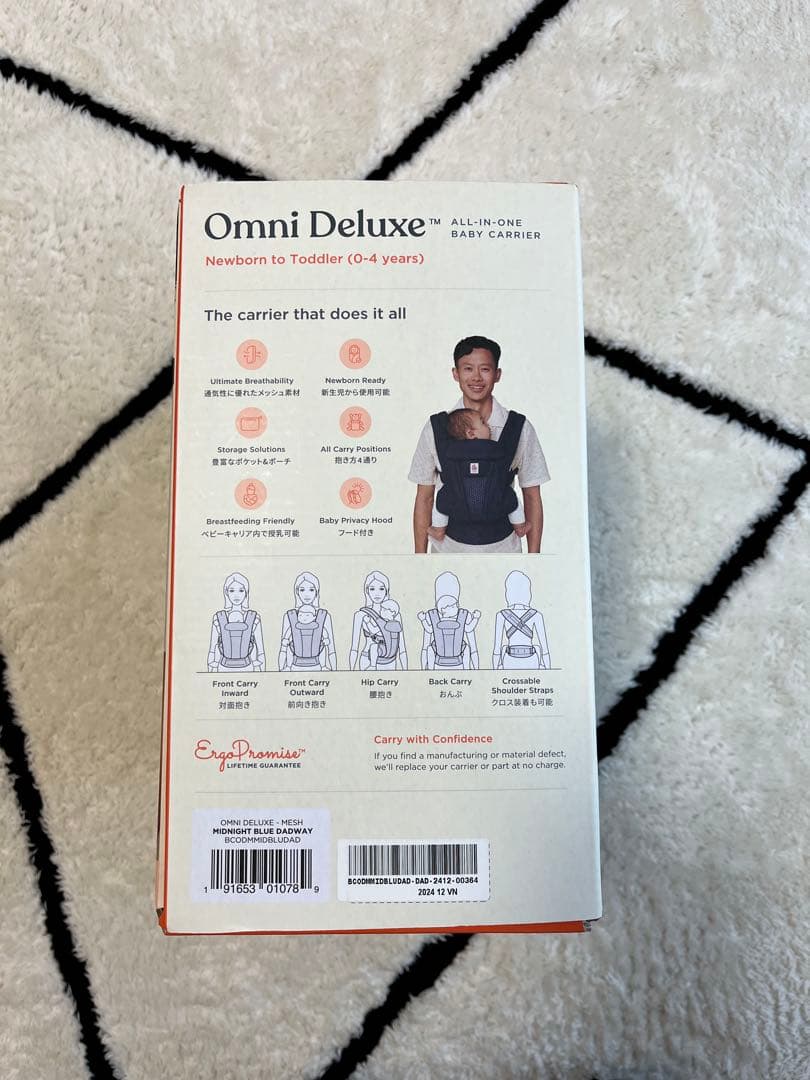 Omni Deluxe™ ALL-IN-ONE
BABY CARRIER
Newborn to Toddler (0-4 years)
The carrier that does it all
Ultimate Breathability
通気性に優れたメッシュ素材
Newborn Ready
新生児から使用可能
Storage Solutions
豊富なポケット&ポーチ
All Carry Positions
抱き方4通り
Breastfeeding Friendly
ベビーキャリア内で授乳可能
Baby Privacy Hood
フード付き
Front Carry
Inward
対面抱き
Front Carry
Outward
前向き抱き
Hip Carry
腰抱き
Back Carry
おんぶ
Crossable
Shoulder Straps
クロス装着も可能
ErgoPromise™
LIFETIME GUARANTEE
Carry with Confidence
If you find a manufacturing or material defect,
we'll replace your carrier or part at no charge.
OMNI DELUXE - MESH
MIDNIGHT BLUE DADWAY
BCODMMIDBLUDAD
1 91653 01078 9
BCODMMIDBLUDAD-DAD-2412-00364
2024 12 VN